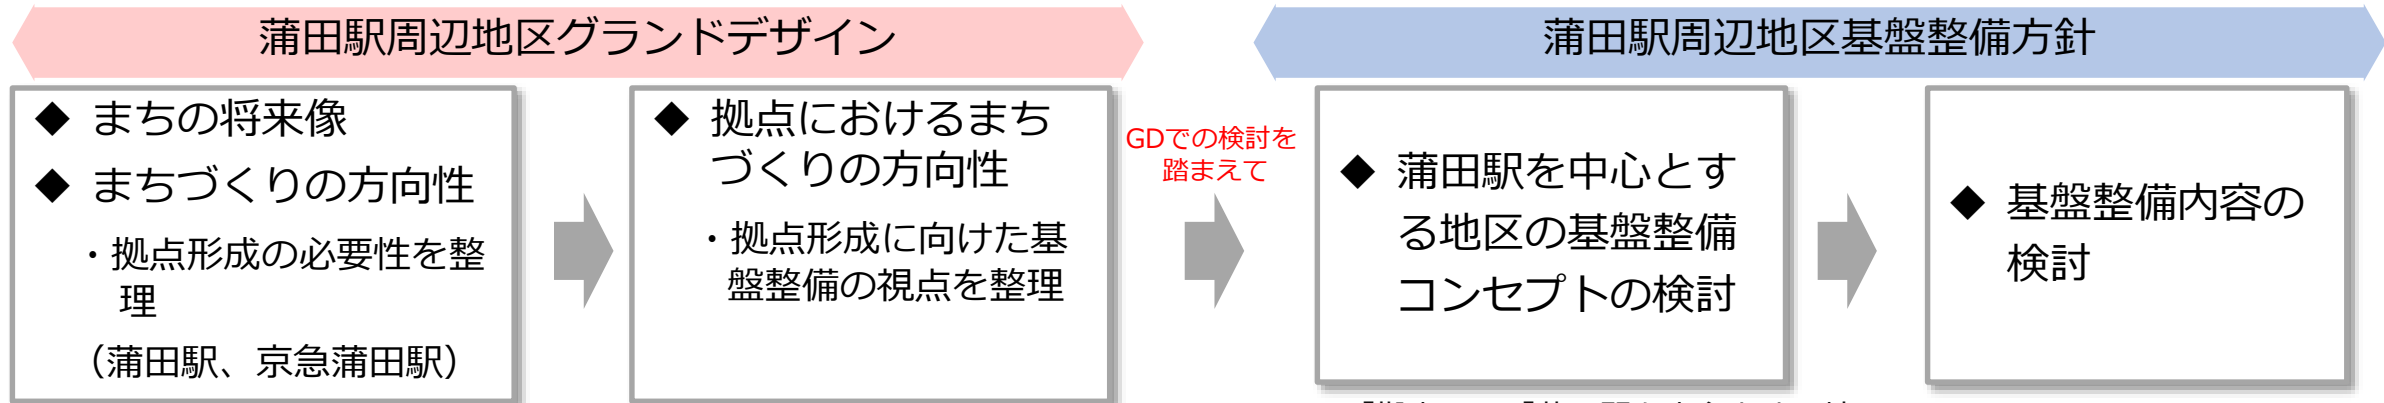 蒲田駅周辺地区グランドデザイン
◆ まちの将来像
◆ まちづくりの方向性
・拠点形成の必要性を整
理
（蒲田駅、京急蒲田駅）
◆ 拠点におけるまち
づくりの方向性
・拠点形成に向けた基
盤整備の視点を整理
GDでの検討を
踏まえて
蒲田駅周辺地区基盤整備方針
◆ 蒲田駅を中心とす
る地区の基盤整備
コンセプトの検討
◆ 基盤整備内容の
検討